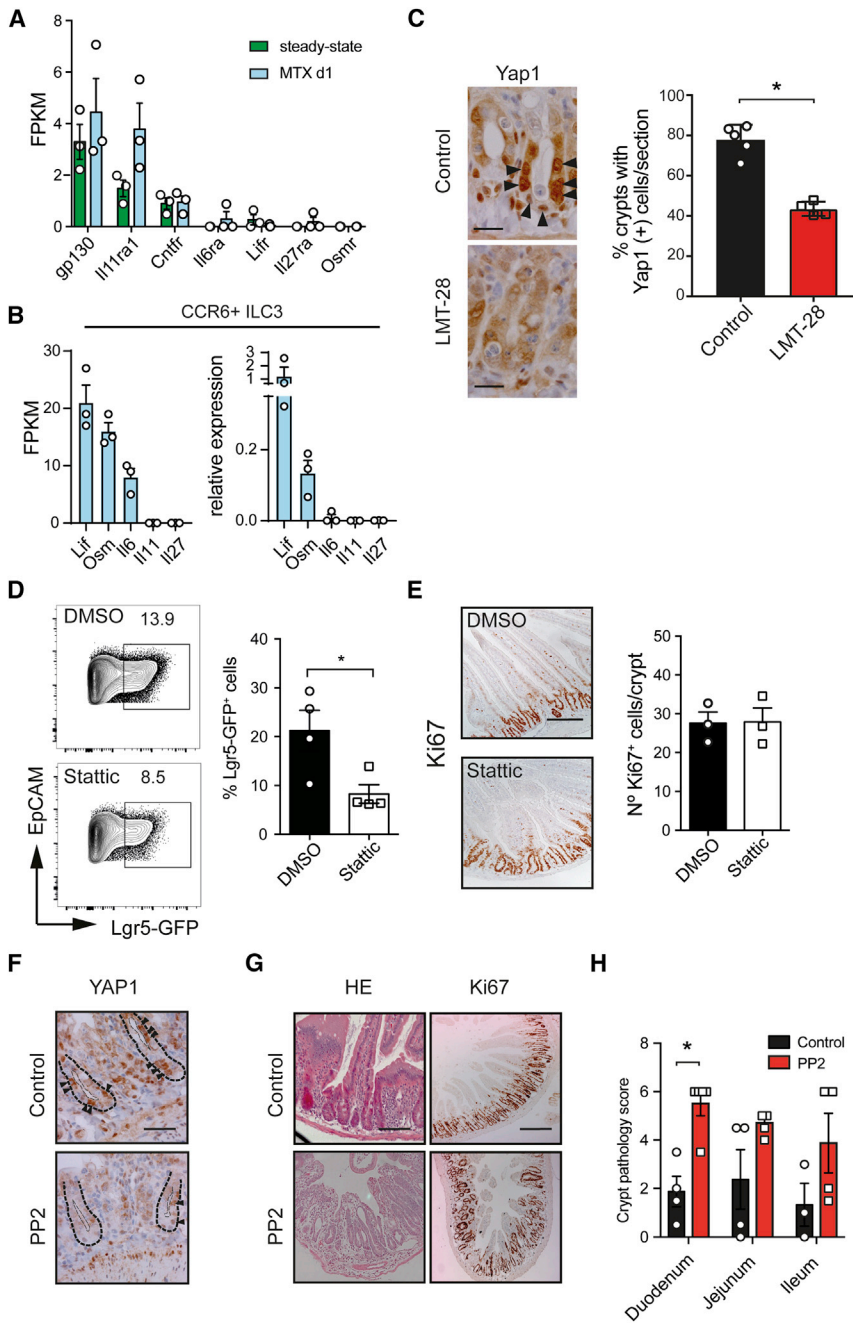 A
8
6
4
2
0
FPKM
steady-state
MTX d1
gp130
Il11ra1
Cntfr
Il6ra
Lifr
Il27ra
Osmr
B
CCR6+ ILC3
30
20
10
0
FPKM
Lif
Osm
Il6
Il11
Il27
3
2
1
0.2
0.0
relative expression
Lif
Osm
Il6
Il11
Il27
C
Yap1
Control
LMT-28
100
80
60
40
20
0
% crypts with
Yap1 (+) cells/section
*
Control
LMT-28
D
DMSO 13.9
Stattic 8.5
EpCAM
Lgr5-GFP
40
30
20
10
0
% Lgr5-GFP+ cells
*
DMSO
Stattic
E
Ki67
DMSO
Stattic
50
40
30
20
10
0
Nº Ki67+ cells/crypt
DMSO
Stattic
F
YAP1
Control
PP2
G
HE Ki67
Control
PP2
H
8
6
4
2
0
Crypt pathology score
*
Control
PP2
Duodenum
Jejunum
Ileum